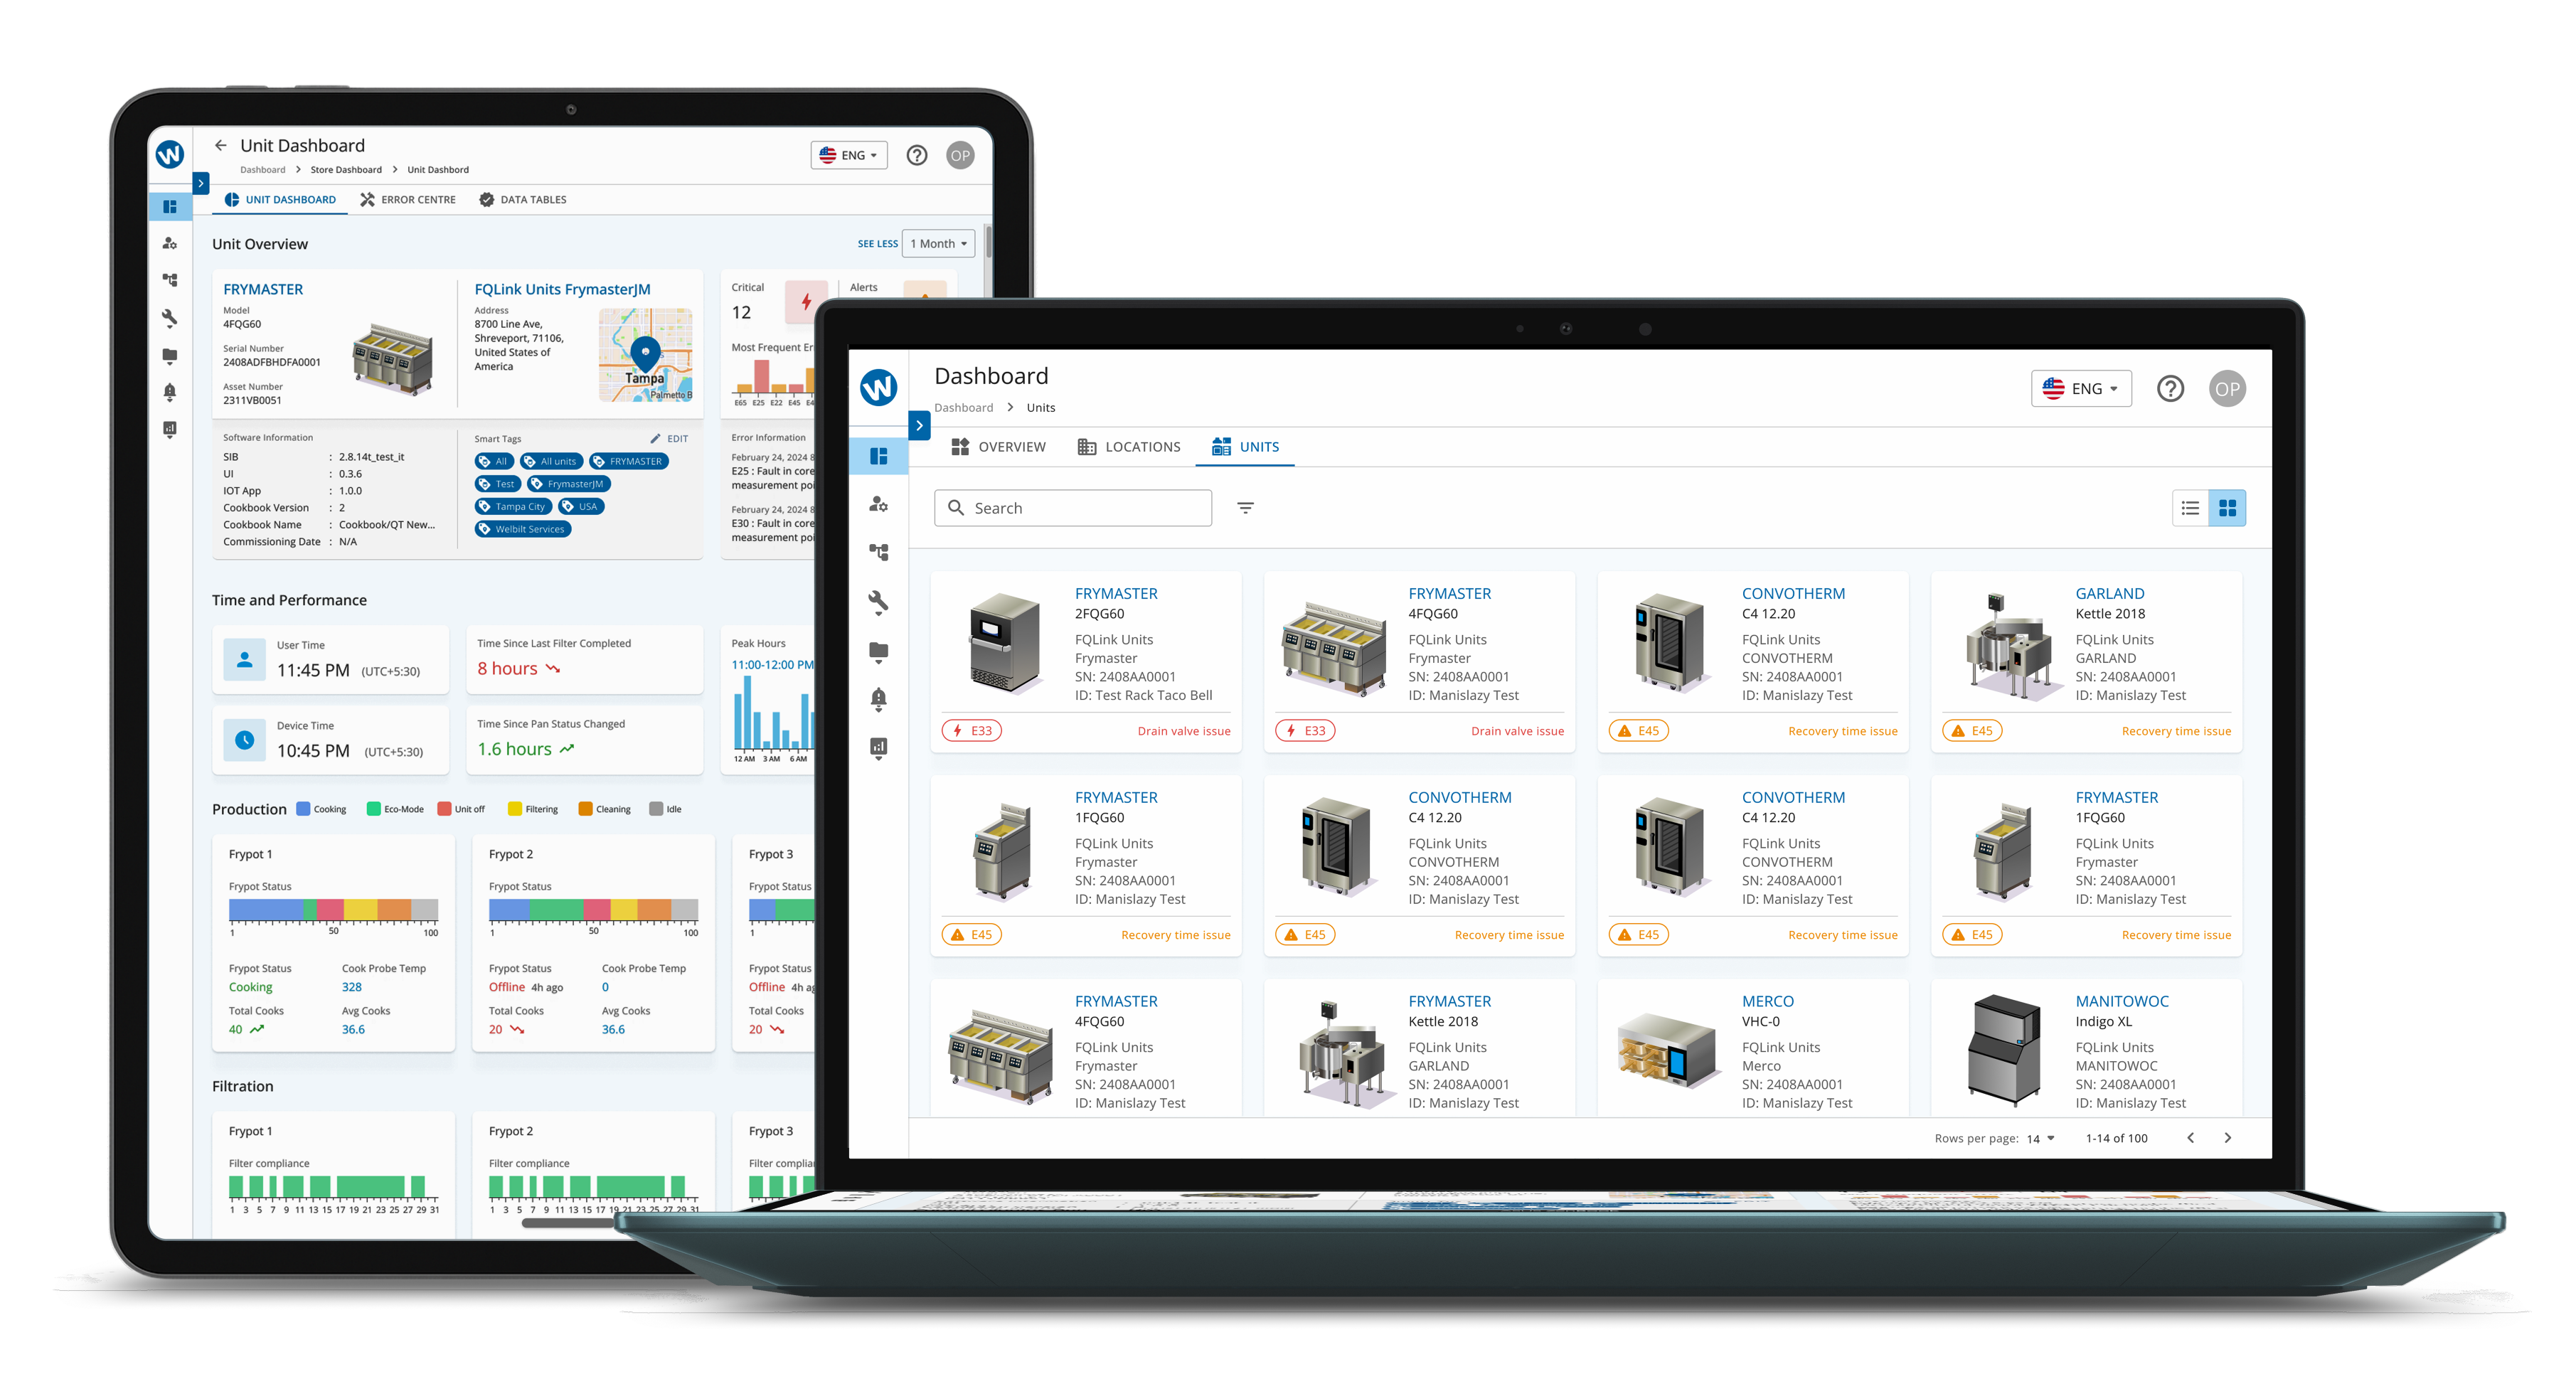 W
Unit Dashboard
Dashboard > Store Dashboard > Unit Dashbord
ENG
?
OP
UNIT DASHBOARD
ERROR CENTRE
DATA TABLES
Unit Overview
SEE LESS
1 Month
FRYMASTER
Model
4FQG60
Serial Number
2408ADFBHDFA0001
Asset Number
2311VB0051
FQLink Units FrymasterJM
Address
8700 Line Ave,
Shreveport, 71106,
United States of
America
Tampa
Palmetto B
Critical
12
Alerts
Most Frequent Er
E65 E25 E22 E45 E4
Software Information
SIB : 2.8.14t_test_it
UI : 0.3.6
IOT App : 1.0.0
Cookbook Version : 2
Cookbook Name : Cookbook/QT New...
Commissioning Date : N/A
Smart Tags
EDIT
All
All units
FRYMASTER
Test
FrymasterJM
Tampa City
USA
Welbilt Services
Error Information
February 24, 2024 8
E25 : Fault in core
measurement poi
February 24, 2024 8
E30 : Fault in core
measurement poi
Time and Performance
User Time
11:45 PM (UTC+5:30)
Device Time
10:45 PM (UTC+5:30)
Time Since Last Filter Completed
8 hours
Time Since Pan Status Changed
1.6 hours
Peak Hours
11:00-12:00 PM
12 AM 3 AM 6 AM
Production
Cooking
Eco-Mode
Unit off
Filtering
Cleaning
Idle
Frypot 1
Frypot Status
1 50 100
Frypot Status
Cooking
Cook Probe Temp
328
Total Cooks
40
Avg Cooks
36.6
Frypot 2
Frypot Status
1 50 100
Frypot Status
Offline 4h ago
Cook Probe Temp
0
Total Cooks
20
Avg Cooks
36.6
Frypot 3
Frypot Status
1
Frypot Status
Offline 4h ag
Total Cooks
20
Filtration
Frypot 1
Filter compliance
1 3 5 7 9 11 13 15 17 19 21 23 25 27 29 31
Frypot 2
Filter compliance
1 3 5 7 9 11 13 15 17 19 21 23 25 27 29 31
Frypot 3
Filter complia
1 3 5 7 9
W
Dashboard
Dashboard > Units
ENG
?
OP
OVERVIEW
LOCATIONS
UNITS
Search
FRYMASTER
2FQG60
FQLink Units
Frymaster
SN: 2408AA0001
ID: Test Rack Taco Bell
E33 Drain valve issue
FRYMASTER
4FQG60
FQLink Units
Frymaster
SN: 2408AA0001
ID: Manislazy Test
E33 Drain valve issue
CONVOTHERM
C4 12.20
FQLink Units
CONVOTHERM
SN: 2408AA0001
ID: Manislazy Test
E45 Recovery time issue
GARLAND
Kettle 2018
FQLink Units
GARLAND
SN: 2408AA0001
ID: Manislazy Test
E45 Recovery time issue
FRYMASTER
1FQG60
FQLink Units
Frymaster
SN: 2408AA0001
ID: Manislazy Test
E45 Recovery time issue
CONVOTHERM
C4 12.20
FQLink Units
CONVOTHERM
SN: 2408AA0001
ID: Manislazy Test
E45 Recovery time issue
CONVOTHERM
C4 12.20
FQLink Units
CONVOTHERM
SN: 2408AA0001
ID: Manislazy Test
E45 Recovery time issue
FRYMASTER
1FQG60
FQLink Units
Frymaster
SN: 2408AA0001
ID: Manislazy Test
E45 Recovery time issue
FRYMASTER
4FQG60
FQLink Units
Frymaster
SN: 2408AA0001
ID: Manislazy Test
FRYMASTER
Kettle 2018
FQLink Units
GARLAND
SN: 2408AA0001
ID: Manislazy Test
MERCO
VHC-0
FQLink Units
Merco
SN: 2408AA0001
ID: Manislazy Test
MANITOWOC
Indigo XL
FQLink Units
MANITOWOC
SN: 2408AA0001
ID: Manislazy Test
Rows per page: 14
1-14 of 100